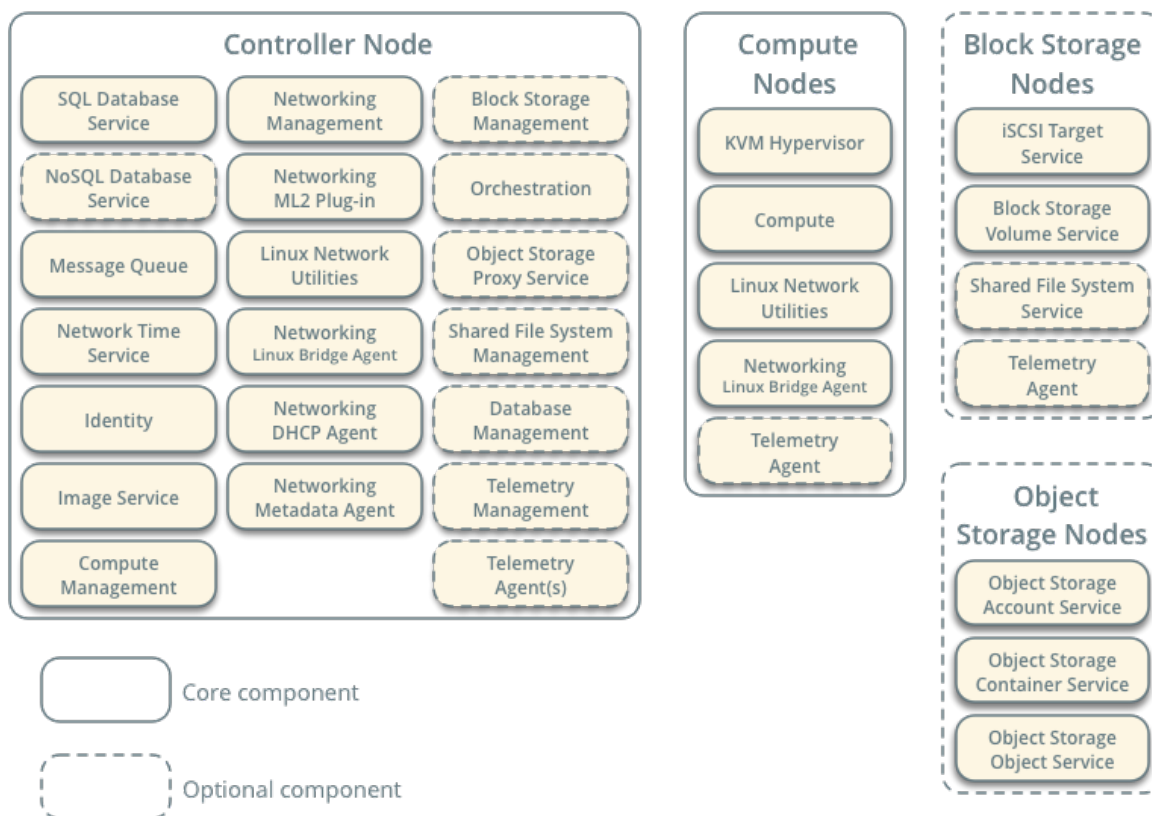 Controller Node
SQL Database
Service
NoSQL Database
Service
Message Queue
Network Time
Service
Identity
Image Service
Compute
Management
Networking
Management
Networking
ML2 Plug-in
Linux Network
Utilities
Networking
Linux Bridge Agent
Networking
DHCP Agent
Networking
Metadata Agent
Block Storage
Management
Orchestration
Object Storage
Proxy Service
Shared File System
Management
Database
Management
Telemetry
Management
Telemetry
Agent(s)
Compute
Nodes
KVM Hypervisor
Compute
Linux Network
Utilities
Networking
Linux Bridge Agent
Telemetry
Agent
Block Storage
Nodes
iSCSI Target
Service
Block Storage
Volume Service
Shared File System
Service
Telemetry
Agent
Object
Storage Nodes
Object Storage
Account Service
Object Storage
Container Service
Object Storage
Object Service
Core component
Optional component